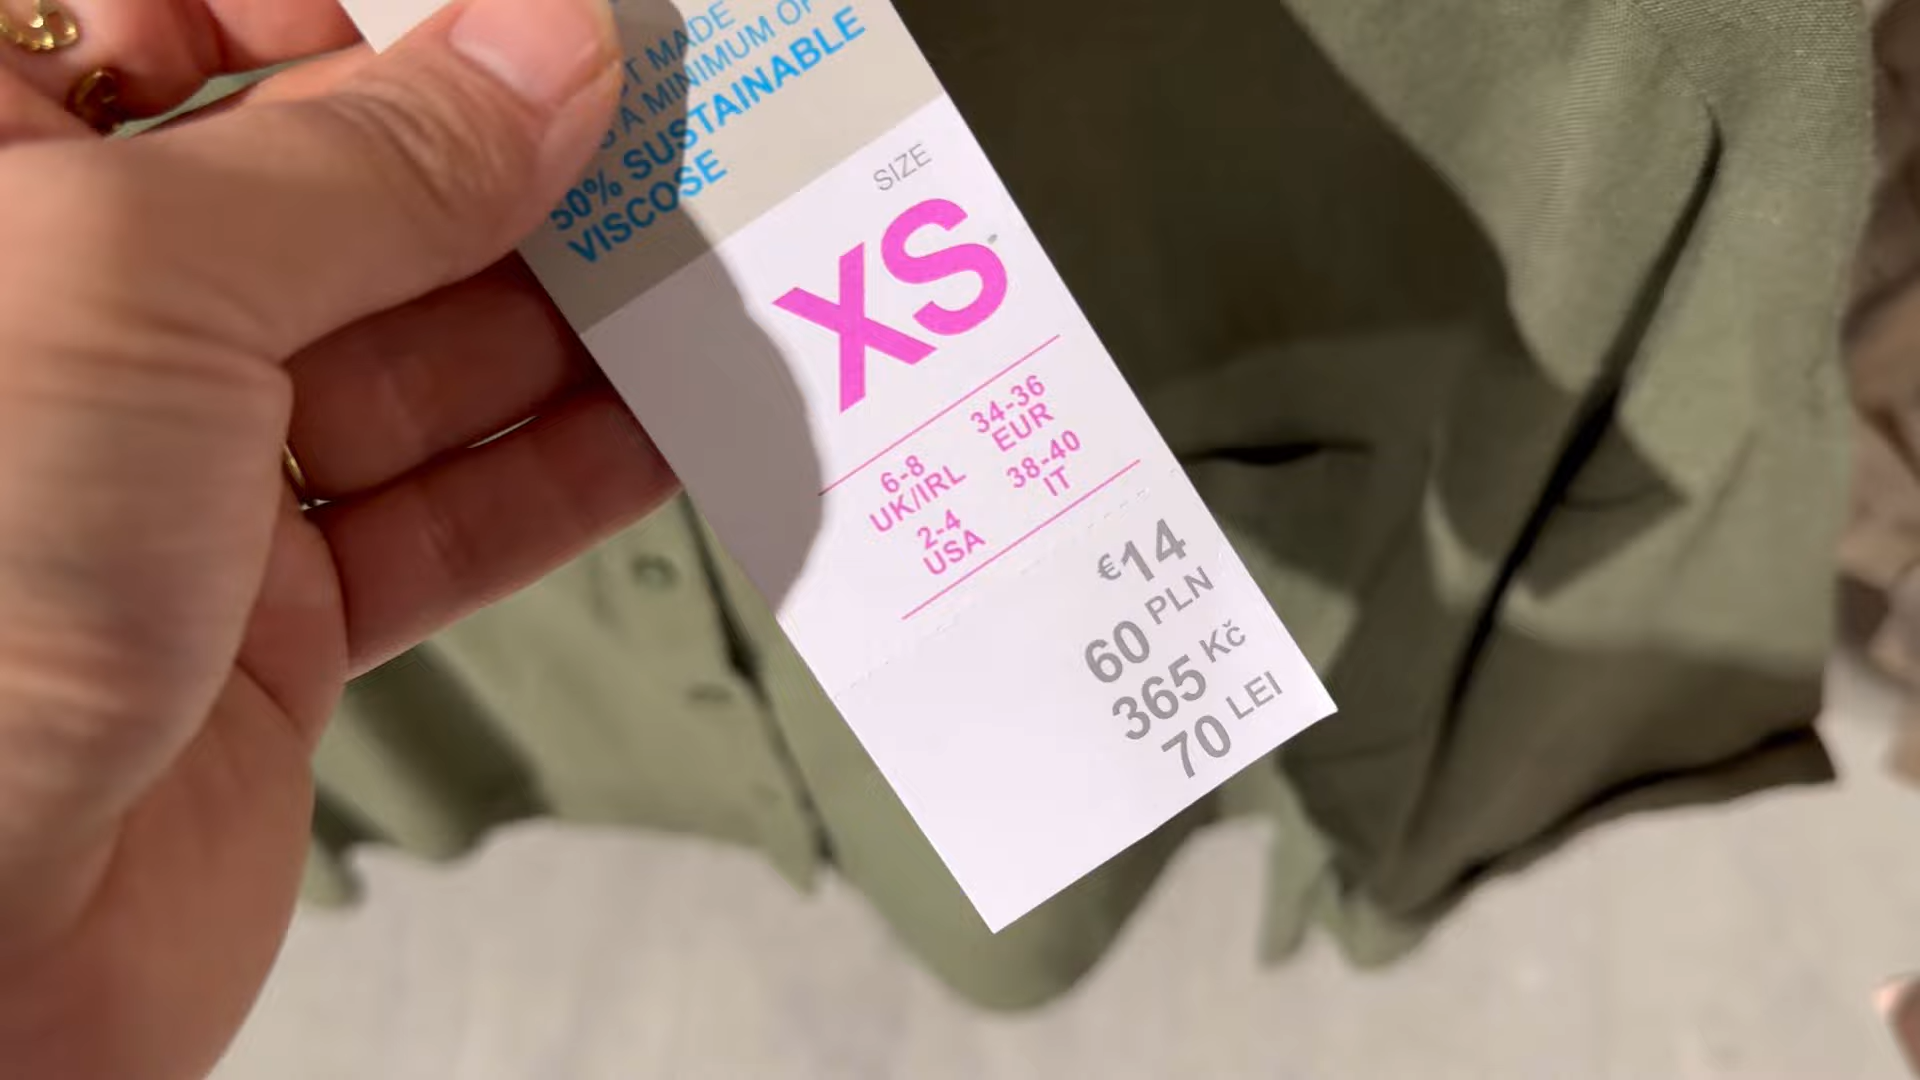 MADE
A MINIMUM OF
50% SUSTAINABLE
VISCOSE
SIZE
XS
6-8
UK/IRL
34-36
EUR
2-4
USA
38-40
IT
€14
60 PLN
365 Kč
70 LEI